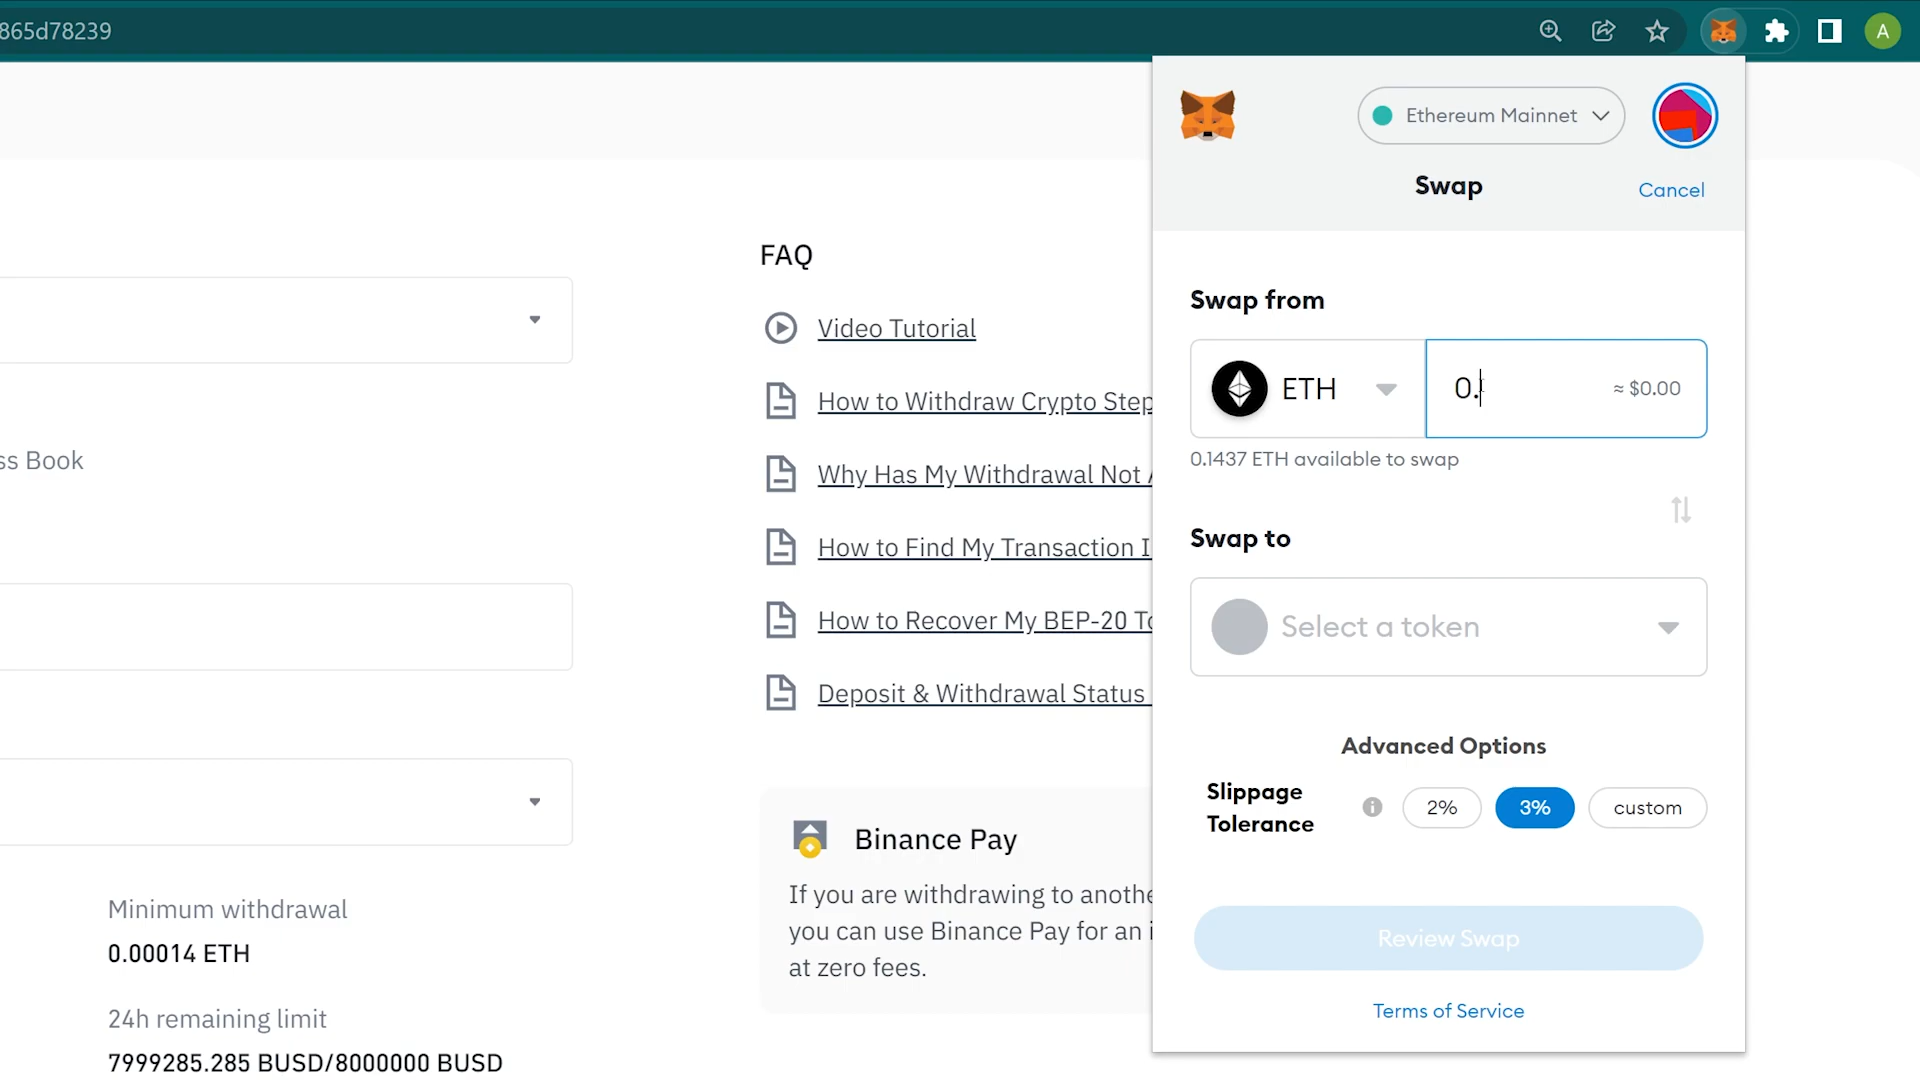 865d78239
A
Ethereum Mainnet
Swap
Cancel
Swap from
ETH
0.
≈ $0.00
0.1437 ETH available to swap
Swap to
Select a token
Advanced Options
Slippage
Tolerance
2%
3%
custom
Review Swap
Terms of Service
FAQ
Video Tutorial
How to Withdraw Crypto Step
Why Has My Withdrawal Not
How to Find My Transaction
How to Recover My BEP-20
Deposit & Withdrawal Status
Binance Pay
If you are withdrawing to anothe
you can use Binance Pay for an i
at zero fees.
ss Book
Minimum withdrawal
0.00014 ETH
24h remaining limit
7999285.285 BUSD/8000000 BUSD